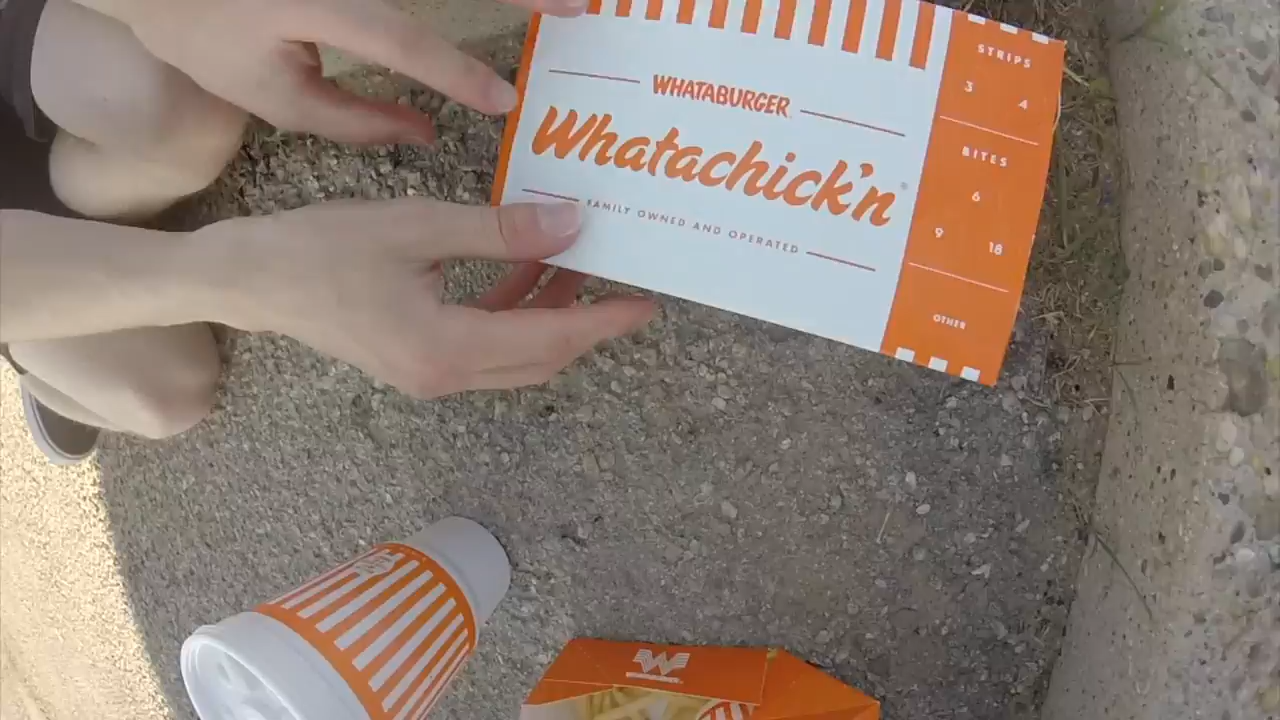 WHATABURGER
Whatachick'n®
FAMILY OWNED AND OPERATED
STRIPS
3 4
BITES
6
9 18
OTHER
W